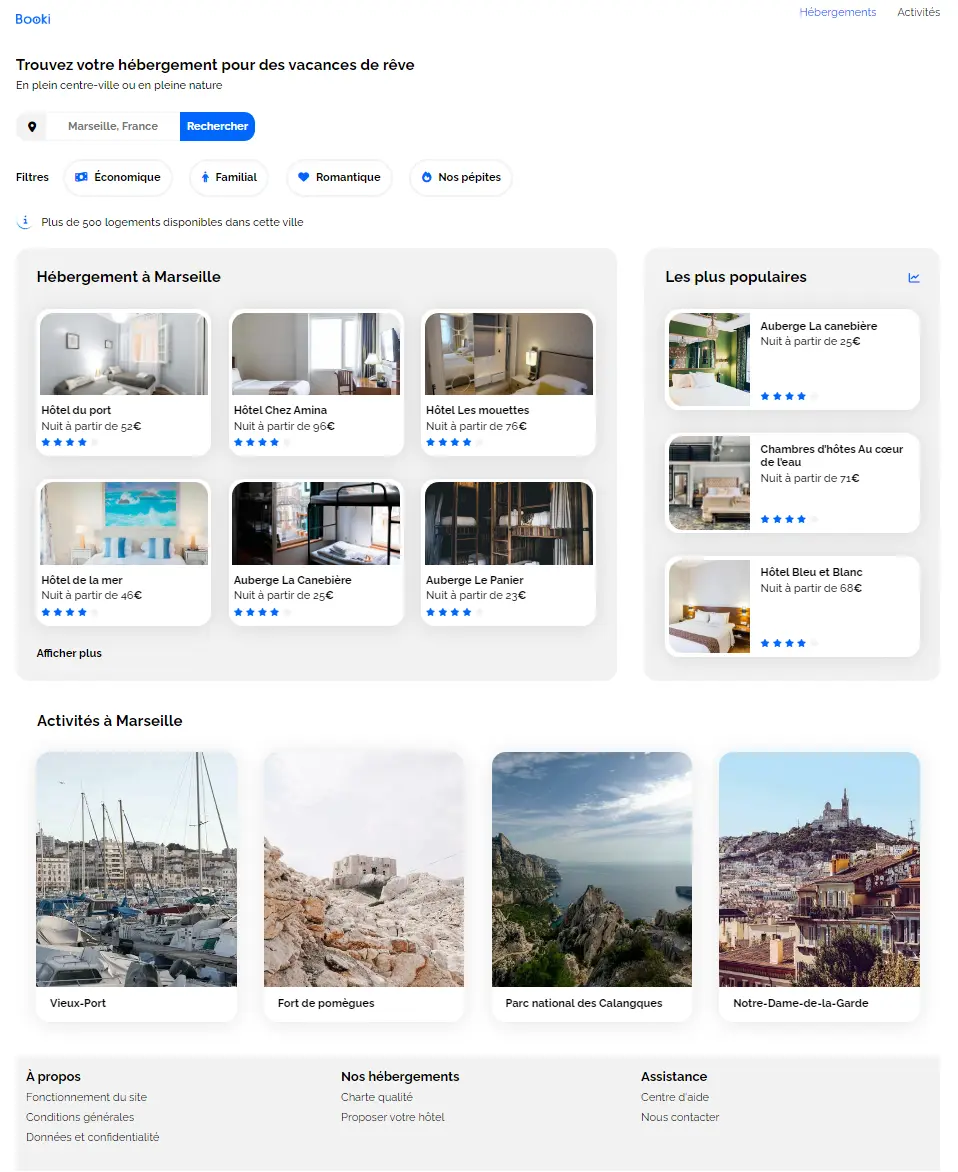 Booki
Hébergements
Activités
Trouvez votre hébergement pour des vacances de rêve
En plein centre-ville ou en pleine nature
Marseille, France
Rechercher
Filtres
Économique
Familial
Romantique
Nos pépites
Plus de 500 logements disponibles dans cette ville
Hébergement à Marseille
Hôtel du port
Nuit à partir de 52€
Hôtel Chez Amina
Nuit à partir de 96€
Hôtel Les mouettes
Nuit à partir de 76€
Hôtel de la mer
Nuit à partir de 46€
Auberge La Canebière
Nuit à partir de 25€
Auberge Le Panier
Nuit à partir de 23€
Afficher plus
Les plus populaires
Auberge La canebière
Nuit à partir de 25€
Chambres d'hôtes Au cœur
de l'eau
Nuit à partir de 71€
Hôtel Bleu et Blanc
Nuit à partir de 68€
Activités à Marseille
Vieux-Port
Fort de pomègues
Parc national des Calangques
Notre-Dame-de-la-Garde
À propos
Fonctionnement du site
Conditions générales
Données et confidentialité
Nos hébergements
Charte qualité
Proposer votre hôtel
Assistance
Centre d'aide
Nous contacter